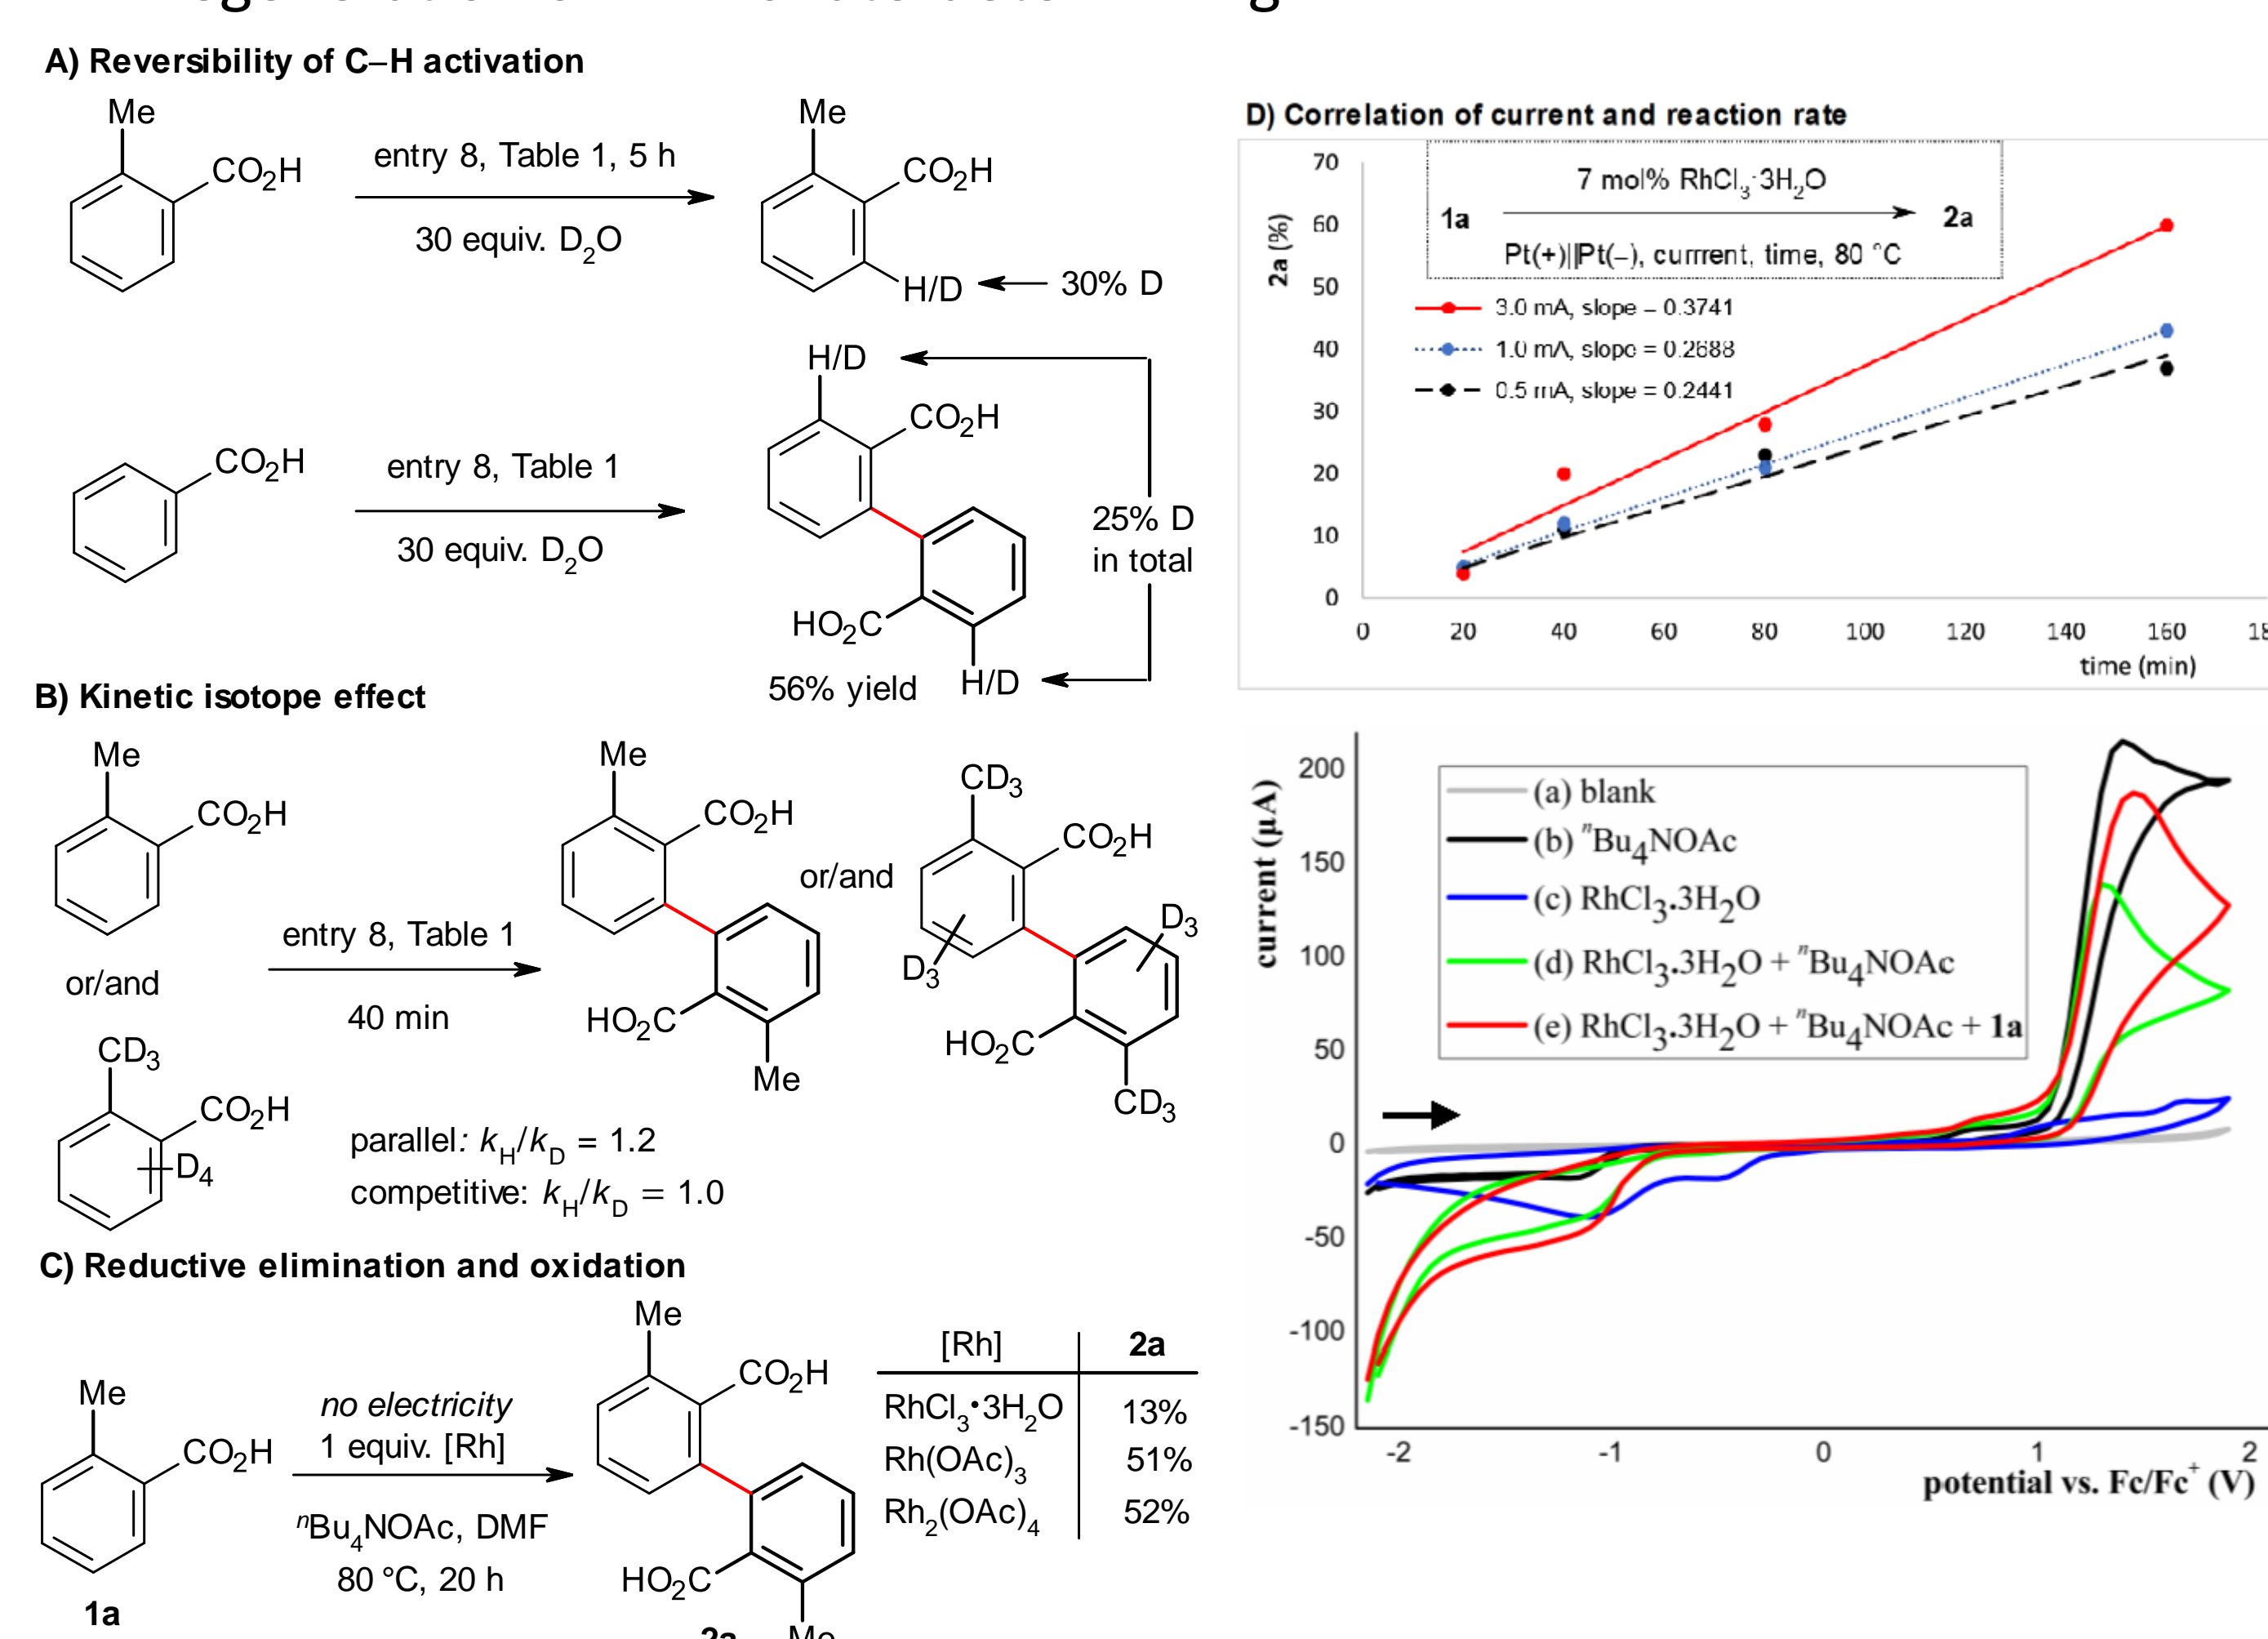 A) Reversibility of C–H activation
Me
CO2H
entry 8, Table 1, 5 h
30 equiv. D2O
Me
CO2H
H/D
30% D
CO2H
entry 8, Table 1
30 equiv. D2O
H/D
CO2H
HO2C
H/D
56% yield
25% D
in total
B) Kinetic isotope effect
Me
CO2H
or/and
CD3
CO2H
D4
entry 8, Table 1
40 min
Me
CO2H
HO2C
Me
or/and
CD3
CO2H
D3
D3
HO2C
CD3
parallel: kH/kD = 1.2
competitive: kH/kD = 1.0
C) Reductive elimination and oxidation
Me
CO2H
1a
no electricity
1 equiv. [Rh]
nBu4NOAc, DMF
80 °C, 20 h
Me
CO2H
HO2C
[Rh] 2a
RhCl3•3H2O 13%
Rh(OAc)3 51%
Rh2(OAc)4 52%
D) Correlation of current and reaction rate
7 mol% RhCl3·3H2O
1a 2a
Pt(+)||Pt(–), currrent, time, 80 °C
3.0 mA, slope = 0.3741
1.0 mA, slope = 0.2688
0.5 mA, slope = 0.2441
2a (%)
70
60
50
40
30
20
10
0
0 20 40 60 80 100 120 140 160
time (min)
current (µA)
200
150
100
50
0
-50
-100
-150
(a) blank
(b) nBu4NOAc
(c) RhCl3.3H2O
(d) RhCl3.3H2O + nBu4NOAc
(e) RhCl3.3H2O + nBu4NOAc + 1a
-2 -1 0 1 2
potential vs. Fc/Fc+ (V)